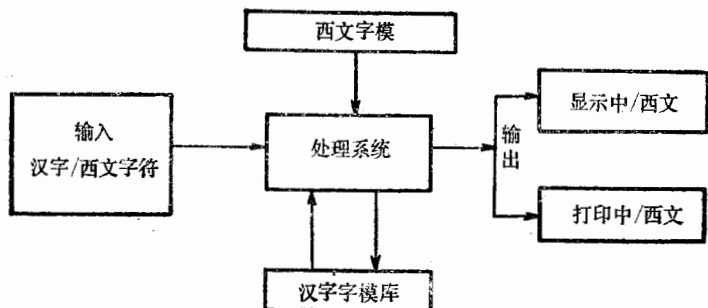 西文字模
输入
汉字/西文字符
处理系统
输出
显示中/西文
打印中/西文
汉字字模库